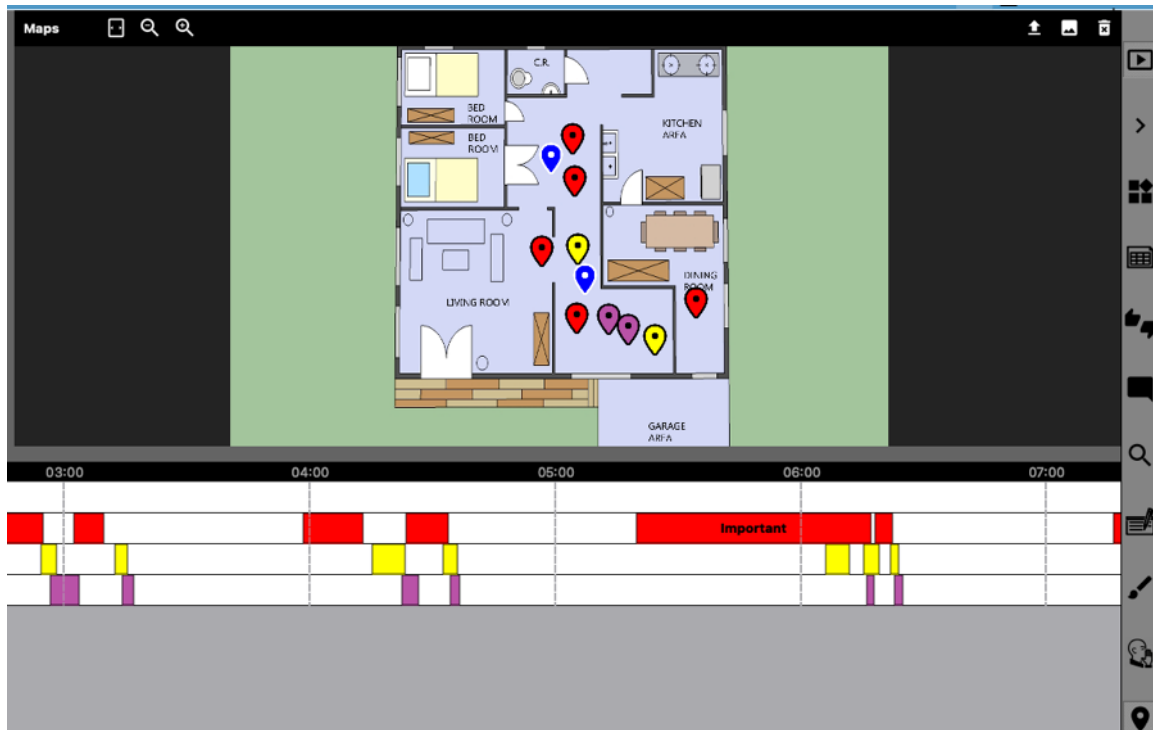 Maps
C.R.
BED
ROOM
KITCHEN
AREA
BED
ROOM
DINING
ROOM
LIVING ROOM
GARAGE
AREA
03:00 04:00 05:00 06:00 07:00
Important